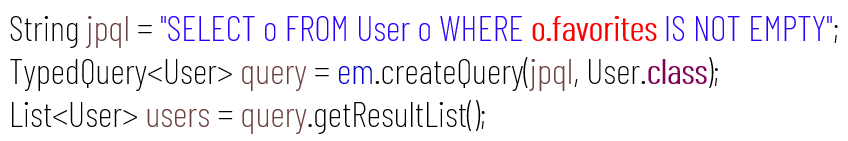 String jpql = "SELECT o FROM User o WHERE o.favorites IS NOT EMPTY";
TypedQuery<User> query = em.createQuery(jpql, User.class);
List<User> users = query.getResultList();